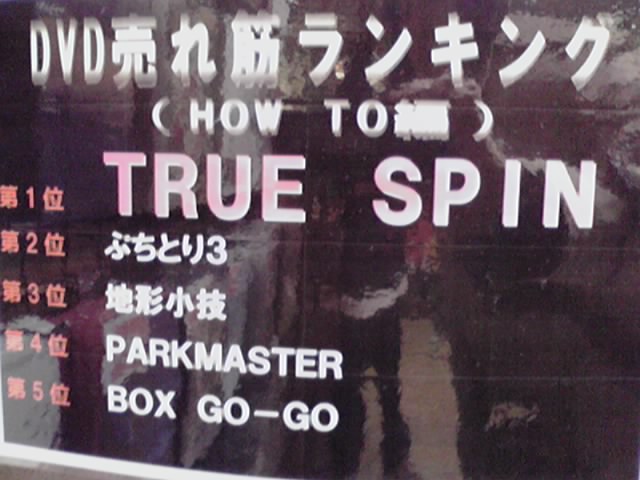 DVD売れ筋ランキング
(HOW TO編)
第1位 TRUE SPIN
第2位 ぶちとり3
第3位 地形小技
第4位 PARKMASTER
第5位 BOX GO-GO